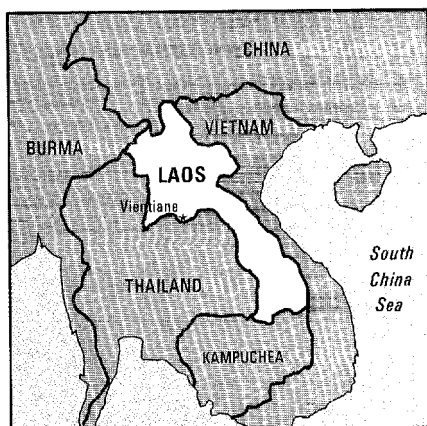 CHINA
VIETNAM
BURMA
LAOS
Vientiane
THAILAND
South
China
Sea
KAMPUCHEA